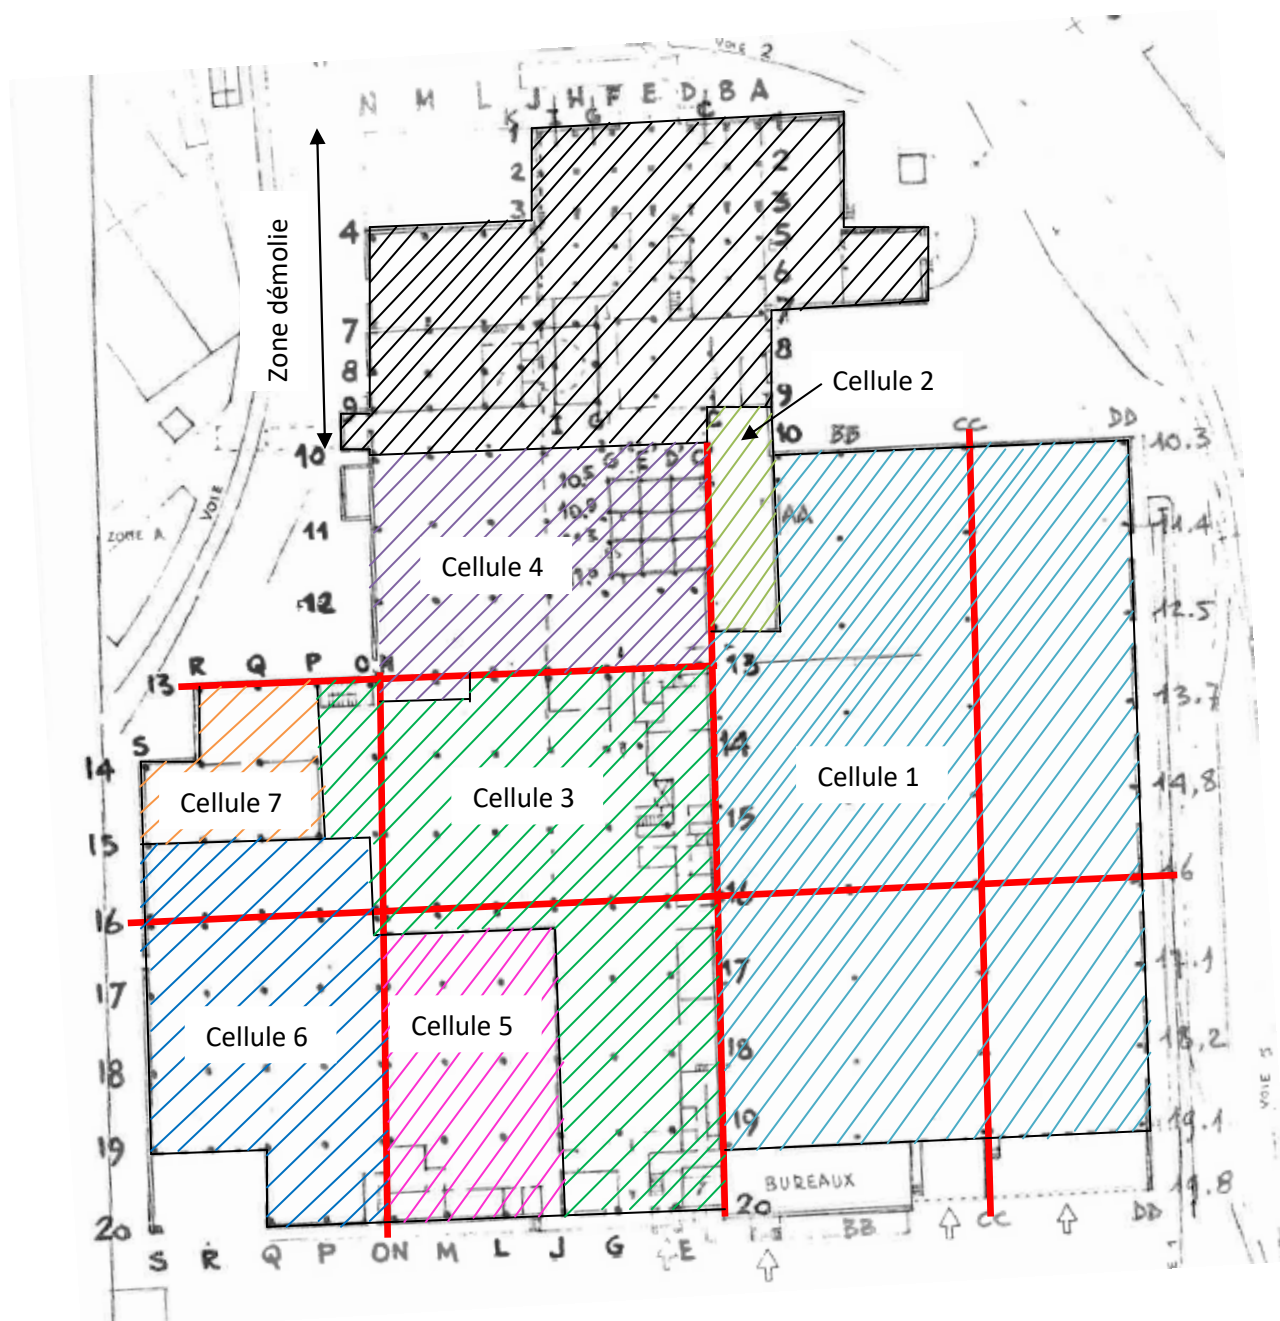 VOIE 2
N M L J H F E D B A
K I G C
1
2 2
3 3
4 5
6
7 7
8 8
9 9
Zone démolie
Cellule 2
I G
10 10 BB CC DD 10.3
G E D' C
10.5
10.9
AA
11 11.4
VOIE
ZONE A
Cellule 4
12 12.5
R Q P O N
13 13 13.7
S
14 14 14,8
Cellule 7 Cellule 3 Cellule 1
15 15
16 16 16
17 17 17.1
Cellule 6 Cellule 5
18 18 18,2
VOIE S
19 19 19.1
BUREAUX
20 20 19.8
S R Q P ON M L J G E BB CC DD